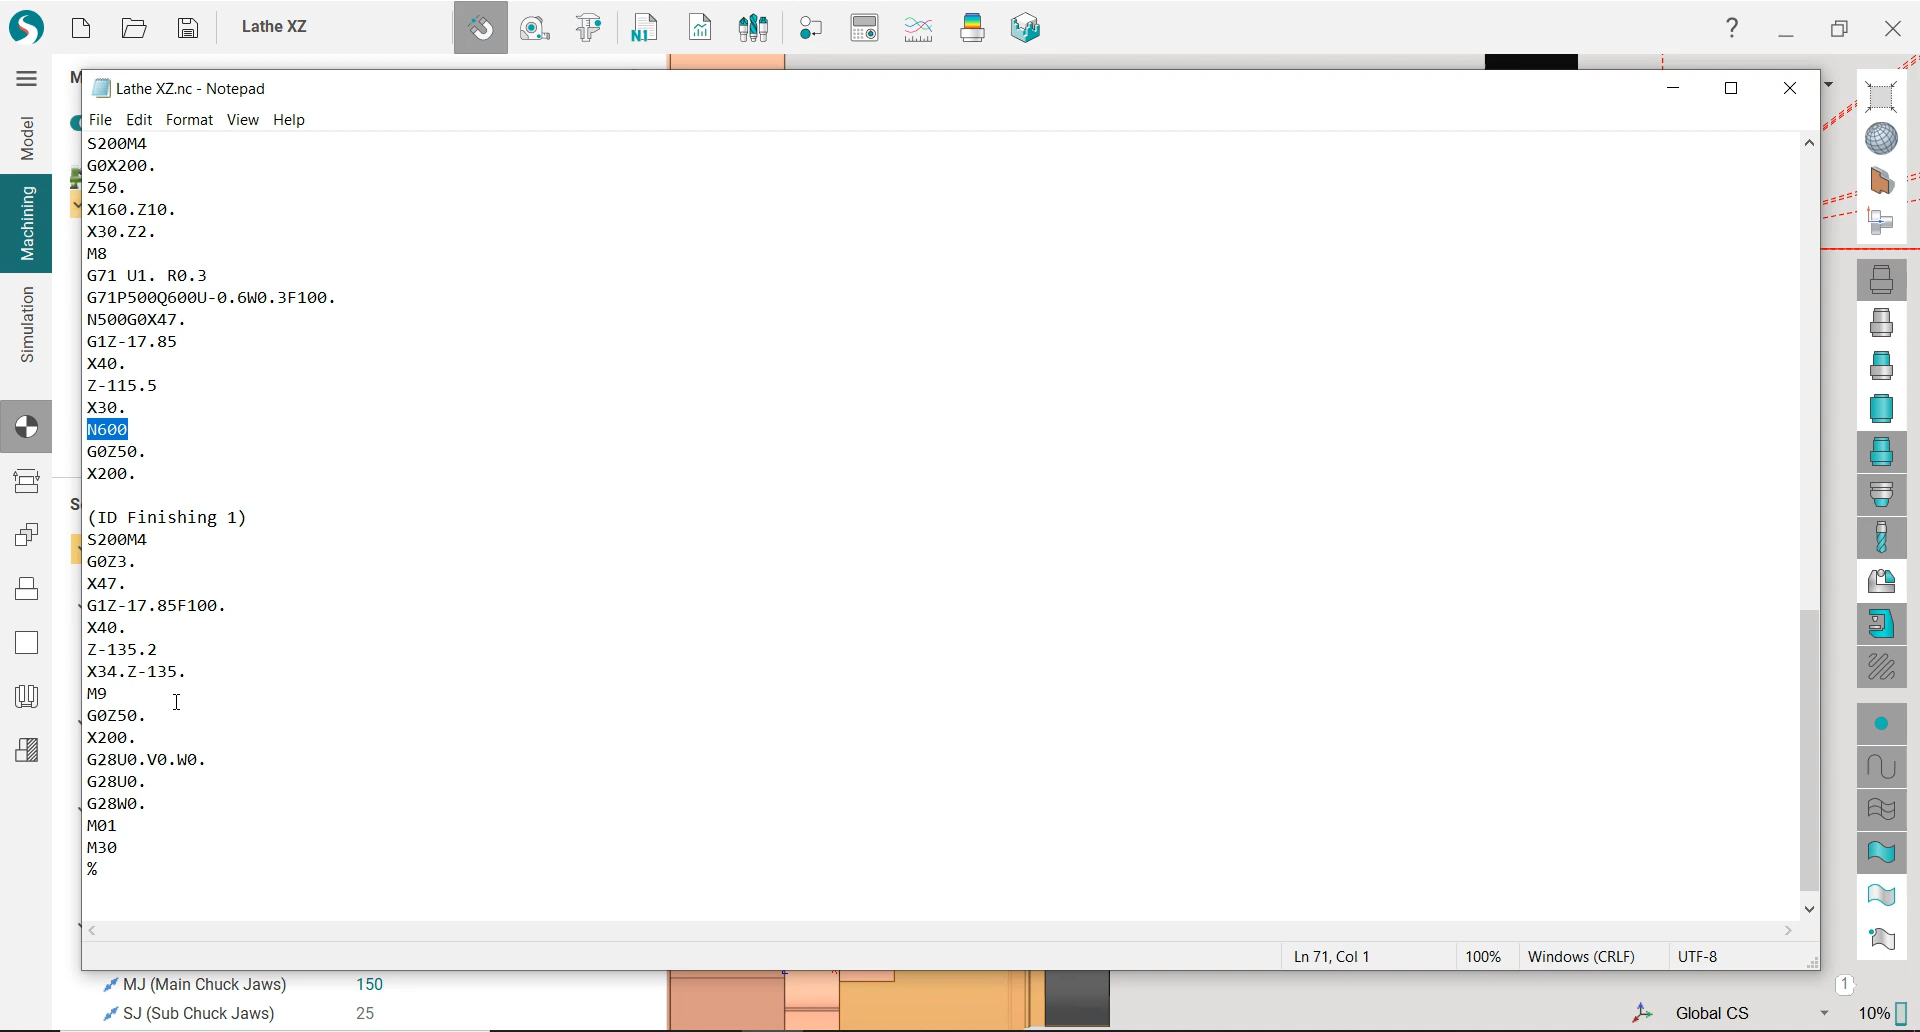 Lathe XZ
Lathe XZ.nc - Notepad
File Edit Format View Help
S200M4
G0X200.
Z50.
X160.Z10.
X30.Z2.
M8
G71 U1. R0.3
G71P500Q600U-0.6W0.3F100.
N500G0X47.
G1Z-17.85
X40.
Z-115.5
X30.
N600
G0Z50.
X200.
(ID Finishing 1)
S200M4
G0Z3.
X47.
G1Z-17.85F100.
X40.
Z-135.2
X34.Z-135.
M9
G0Z50.
X200.
G28U0.V0.W0.
G28U0.
G28W0.
M01
M30
%
Ln 71, Col 1 100% Windows (CRLF) UTF-8
Model
Machining
Simulation
MJ (Main Chuck Jaws) 150
SJ (Sub Chuck Jaws) 25
1
Global CS 10%